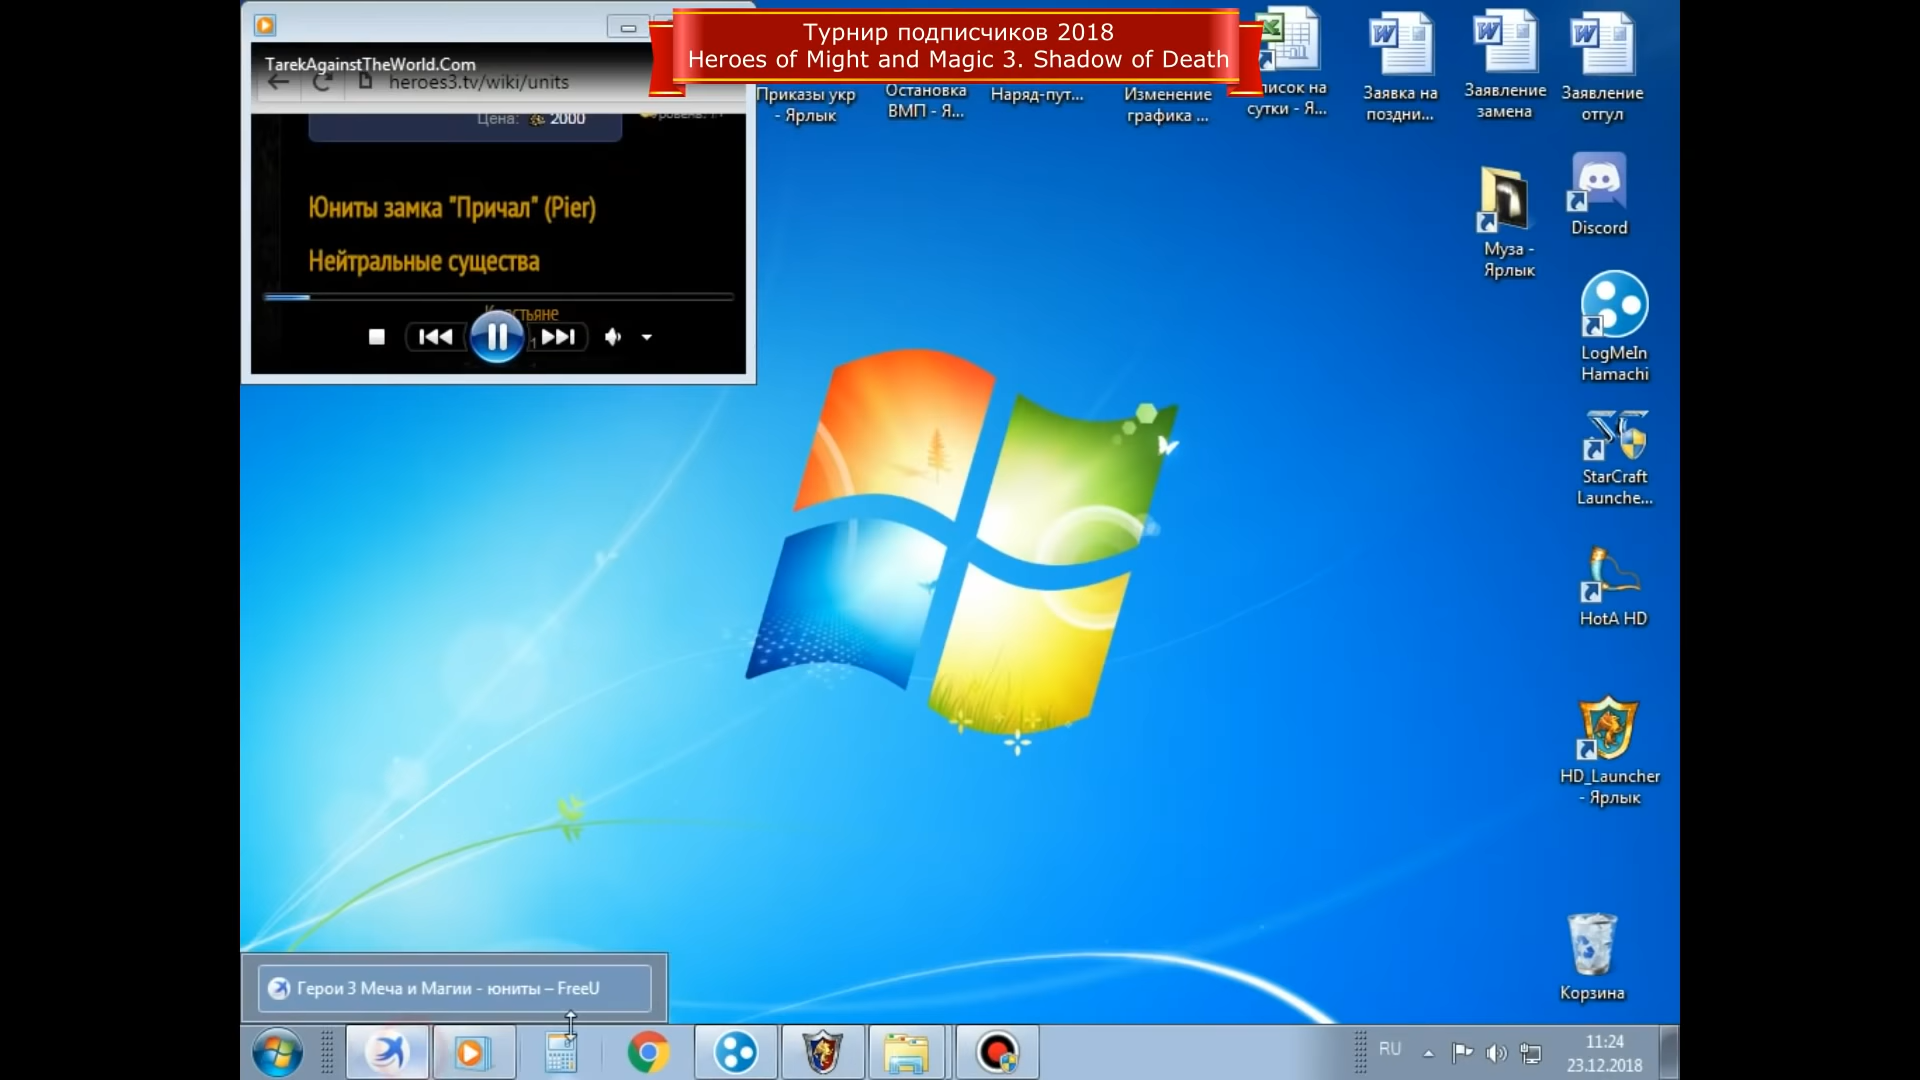 Турнир подписчиков 2018
Heroes of Might and Magic 3. Shadow of Death
TarekAgainstTheWorld.Com
heroes3.tv/wiki/units
Цена: 2000
Юниты замка "Причал" (Pier)
Нейтральные существа
Приказы укр
- Ярлык
Остановка
ВМП - Я...
Наряд-пут...
Изменение
графика ...
на
сутки - Я...
Заявка на
поздни...
Заявление
замена
Заявление
отгул
Муза -
Ярлык
Discord
LogMeIn
Hamachi
StarCraft
Launche...
HotA HD
HD_Launcher
- Ярлык
Корзина
Герои 3 Меча и Магии - юниты – FreeU
RU
11:24
23.12.2018